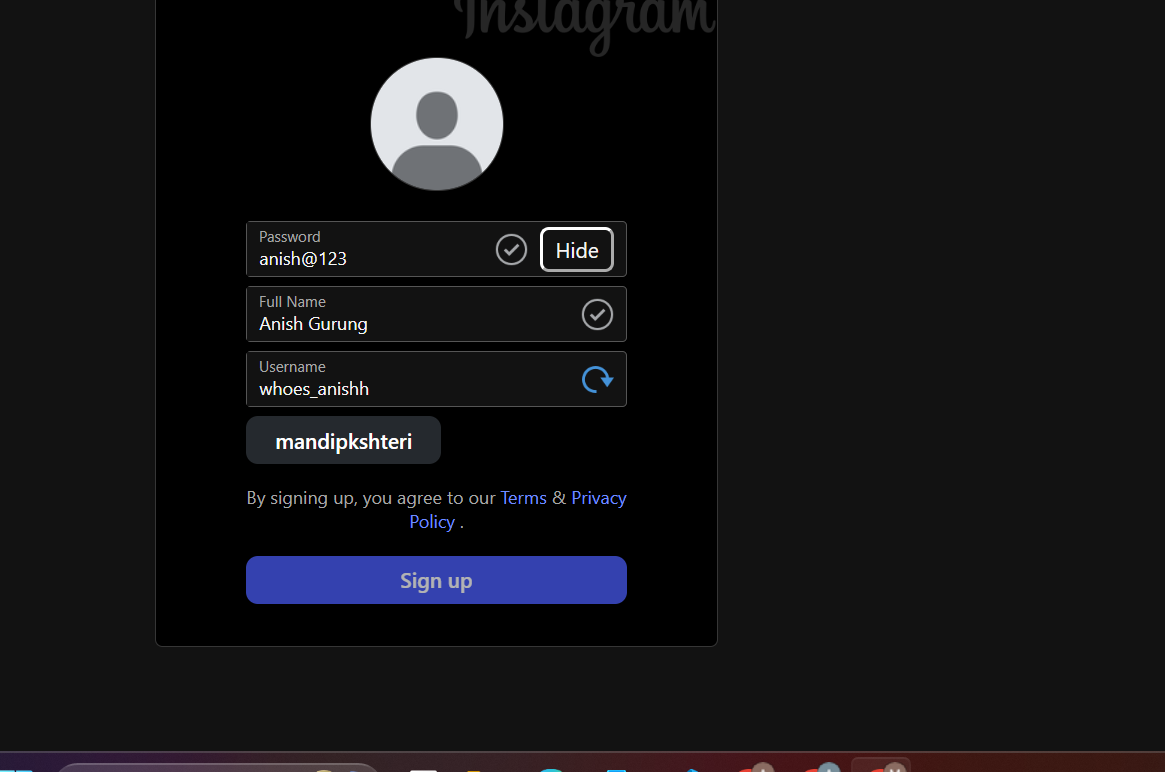 Instagram
Password
anish@123
Hide
Full Name
Anish Gurung
Username
whoes_anishh
mandipkshteri
By signing up, you agree to our Terms & Privacy
Policy .
Sign up